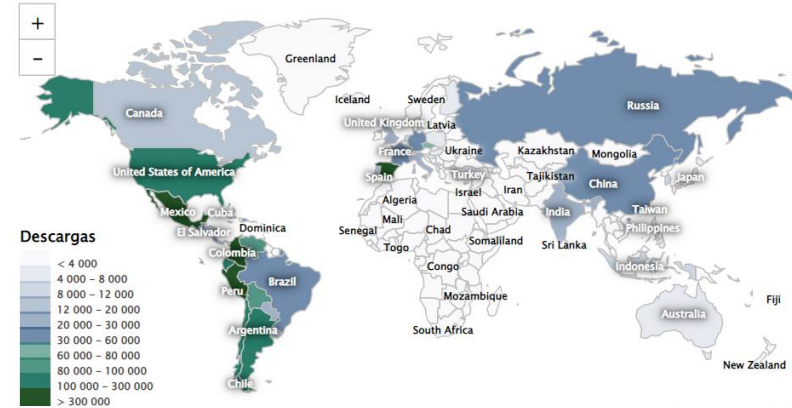 +
–
Greenland
Iceland
Sweden
Russia
Canada
United Kingdom
Latvia
France
Ukraine
Kazakhstan
Mongolia
United States of America
Spain
Turkey
Tajikistan
Japan
China
Israel
Iran
Algeria
Mexico
Cuba
Mali
Saudi Arabia
India
Taiwan
Dominica
El Salvador
Senegal
Chad
Philippines
Togo
Somaliland
Sri Lanka
Colombia
Congo
Indonesia
Peru
Brazil
Mozambique
Fiji
Australia
Argentina
South Africa
New Zealand
Chile
Descargas
< 4 000
4 000 – 8 000
8 000 – 12 000
12 000 – 20 000
20 000 – 30 000
30 000 – 60 000
60 000 – 80 000
80 000 – 100 000
100 000 – 300 000
> 300 000